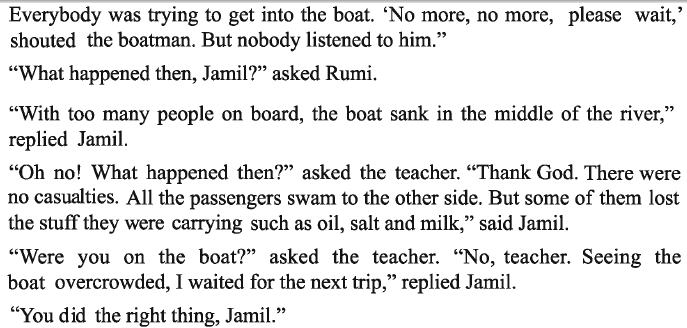 Everybody was trying to get into the boat. ‘No more, no more, please wait,’
shouted the boatman. But nobody listened to him.”
“What happened then, Jamil?” asked Rumi.
“With too many people on board, the boat sank in the middle of the river,”
replied Jamil.
“Oh no! What happened then?” asked the teacher. “Thank God. There were
no casualties. All the passengers swam to the other side. But some of them lost
the stuff they were carrying such as oil, salt and milk,” said Jamil.
“Were you on the boat?” asked the teacher. “No, teacher. Seeing the
boat overcrowded, I waited for the next trip,” replied Jamil.
“You did the right thing, Jamil.”